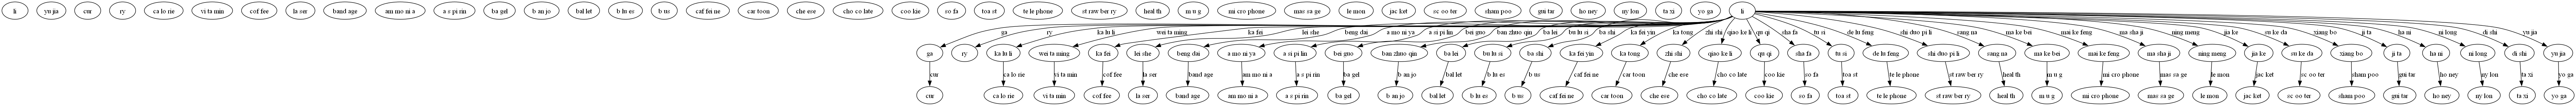 li yu jia cur ry ca lo rie vi ta min cof fee la ser band age am mo ni a a s pi rin ba gel b an jo bal let b lu es b us caf fei ne car toon che ese cho co late coo kie so fa toa st te le phone st raw ber ry heal th m u g mi cro phone mas sa ge le mon jac ket sc oo ter sham poo gui tar ho ney ny lon ta xi yo ga li
ga ry ka lu li wei ta ming ka fei lei she beng dai a mo ni ya a si pi lin bei guo ban zhuo qin ba lei bu lu si ba shi ka fei yin ka tong zhi shi qiao ke li qu qi sha fa tu si de lu feng shi duo pi li sang na ma ke bei mai ke feng ma sha ji ning meng jia ke su ke da xiang bo ji ta ha ni ni long di shi yu jia
ga ry ka lu li wei ta ming ka fei lei she beng dai a mo ni ya a si pi lin bei guo ban zhuo qin ba lei bu lu si ba shi ka fei yin ka tong zhi shi qiao ke li qu qi sha fa tu si de lu feng shi duo pi li sang na ma ke bei mai ke feng ma sha ji ning meng jia ke su ke da xiang bo ji ta ha ni ni long di shi yu jia
cur ca lo rie vi ta min cof fee la ser band age am mo ni a a s pi rin ba gel b an jo bal let b lu es b us caf fei ne car toon che ese cho co late coo kie so fa toa st te le phone st raw ber ry heal th m u g mi cro phone mas sa ge le mon jac ket sc oo ter sham poo gui tar ho ney ny lon ta xi yo ga
cur ca lo rie vi ta min cof fee la ser band age am mo ni a a s pi rin ba gel b an jo bal let b lu es b us caf fei ne car toon che ese cho co late coo kie so fa toa st te le phone st raw ber ry heal th m u g mi cro phone mas sa ge le mon jac ket sc oo ter sham poo gui tar ho ney ny lon ta xi yo ga